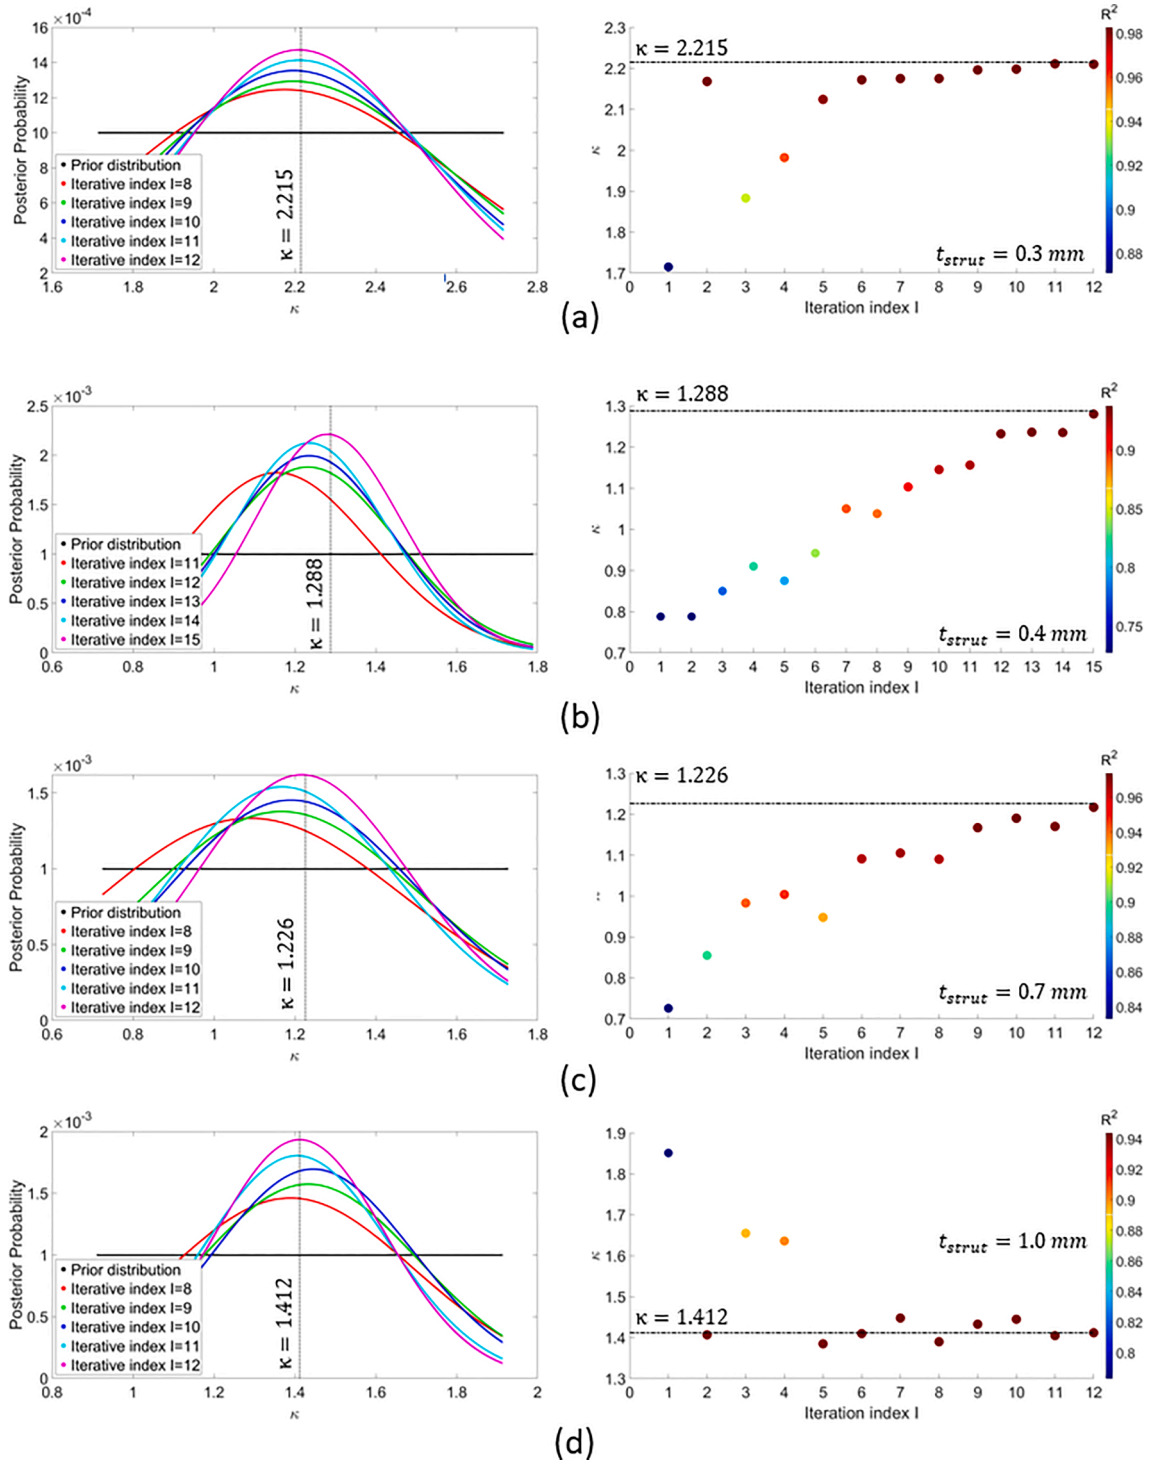 ×10⁻⁴
16
14
12
10
8
6
4
2
Posterior Probability
Prior distribution
Iterative index I=8
Iterative index I=9
Iterative index I=10
Iterative index I=11
Iterative index I=12
κ = 2.215
1.6 1.8 2 2.2 2.4 2.6 2.8
κ
2.3
2.2
2.1
2
1.9
1.8
1.7
κ
κ = 2.215
t_strut = 0.3 mm
0 1 2 3 4 5 6 7 8 9 10 11 12
Iteration index I
R²
0.98
0.96
0.94
0.92
0.9
0.88
(a)
×10⁻³
2.5
2
1.5
1
0.5
0
Posterior Probability
Prior distribution
Iterative index I=11
Iterative index I=12
Iterative index I=13
Iterative index I=14
Iterative index I=15
κ = 1.288
0.6 0.8 1 1.2 1.4 1.6 1.8
κ
1.3
1.2
1.1
1
0.9
0.8
0.7
κ
κ = 1.288
t_strut = 0.4 mm
0 1 2 3 4 5 6 7 8 9 10 11 12 13 14 15
Iteration index I
R²
0.9
0.85
0.8
0.75
(b)
×10⁻³
1.5
1
0.5
0
Posterior Probability
Prior distribution
Iterative index I=8
Iterative index I=9
Iterative index I=10
Iterative index I=11
Iterative index I=12
κ = 1.226
0.6 0.8 1 1.2 1.4 1.6 1.8
κ
1.3
1.2
1.1
1
0.9
0.8
0.7
κ = 1.226
t_strut = 0.7 mm
0 1 2 3 4 5 6 7 8 9 10 11 12
Iteration index I
R²
0.96
0.94
0.92
0.9
0.88
0.86
0.84
(c)
×10⁻³
2
1.5
1
0.5
0
Posterior Probability
Prior distribution
Iterative index I=8
Iterative index I=9
Iterative index I=10
Iterative index I=11
Iterative index I=12
κ = 1.412
0.8 1 1.2 1.4 1.6 1.8 2
κ
1.9
1.8
1.7
1.6
1.5
1.4
1.3
κ
t_strut = 1.0 mm
κ = 1.412
0 1 2 3 4 5 6 7 8 9 10 11 12
Iteration index I
R²
0.94
0.92
0.9
0.88
0.86
0.84
0.82
0.8
(d)